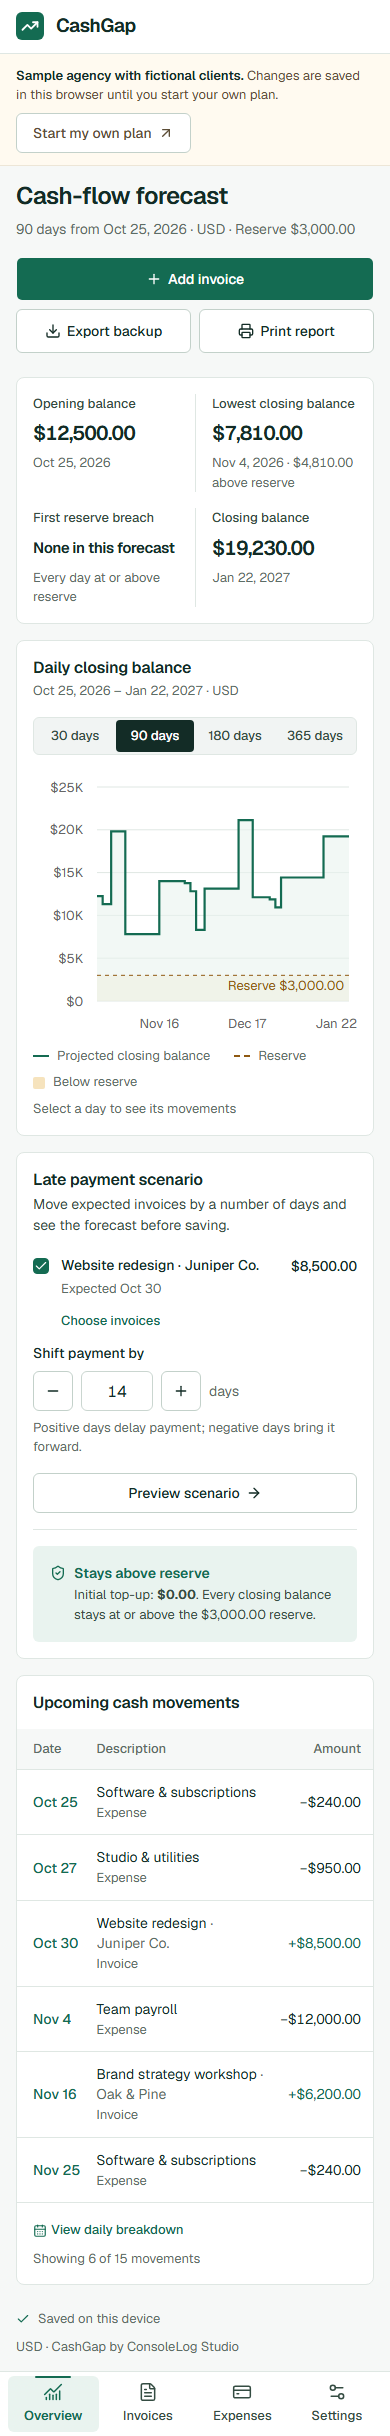 CashGap
Sample agency with fictional clients. Changes are saved
in this browser until you start your own plan.
Start my own plan
Cash-flow forecast
90 days from Oct 25, 2026 · USD · Reserve $3,000.00
Add invoice
Export backup
Print report
Opening balance
$12,500.00
Oct 25, 2026
Lowest closing balance
$7,810.00
Nov 4, 2026 · $4,810.00
above reserve
First reserve breach
None in this forecast
Every day at or above
reserve
Closing balance
$19,230.00
Jan 22, 2027
Daily closing balance
Oct 25, 2026 – Jan 22, 2027 · USD
30 days
90 days
180 days
365 days
$25K
$20K
$15K
$10K
$5K
$0
Reserve $3,000.00
Nov 16
Dec 17
Jan 22
Projected closing balance
Reserve
Below reserve
Select a day to see its movements
Late payment scenario
Move expected invoices by a number of days and
see the forecast before saving.
Website redesign · Juniper Co.
$8,500.00
Expected Oct 30
Choose invoices
Shift payment by
− 14 + days
Positive days delay payment; negative days bring it
forward.
Preview scenario →
Stays above reserve
Initial top-up: $0.00. Every closing balance
stays at or above the $3,000.00 reserve.
Upcoming cash movements
Date Description Amount
Oct 25
Software & subscriptions
Expense
−$240.00
Oct 27
Studio & utilities
Expense
−$950.00
Oct 30
Website redesign ·
Juniper Co.
Invoice
+$8,500.00
Nov 4
Team payroll
Expense
−$12,000.00
Nov 16
Brand strategy workshop ·
Oak & Pine
Invoice
+$6,200.00
Nov 25
Software & subscriptions
Expense
−$240.00
View daily breakdown
Showing 6 of 15 movements
Saved on this device
USD · CashGap by ConsoleLog Studio
Overview
Invoices
Expenses
Settings